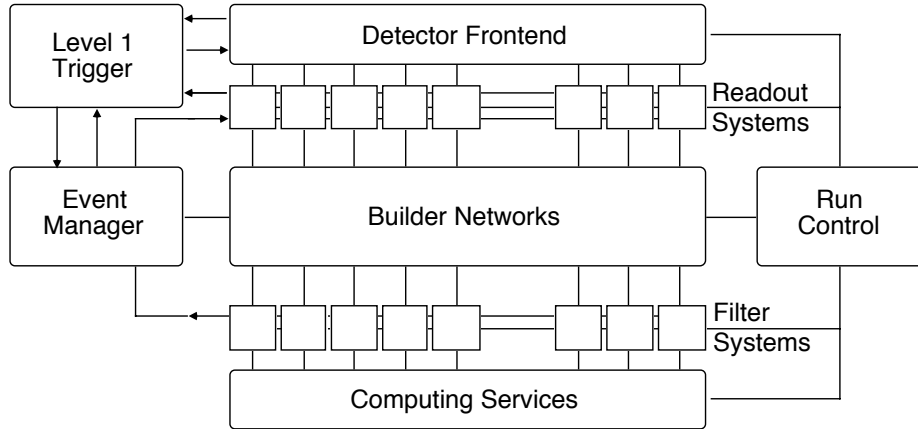 Level 1
Trigger
Detector Frontend
Readout
Systems
Event
Manager
Builder Networks
Run
Control
Filter
Systems
Computing Services